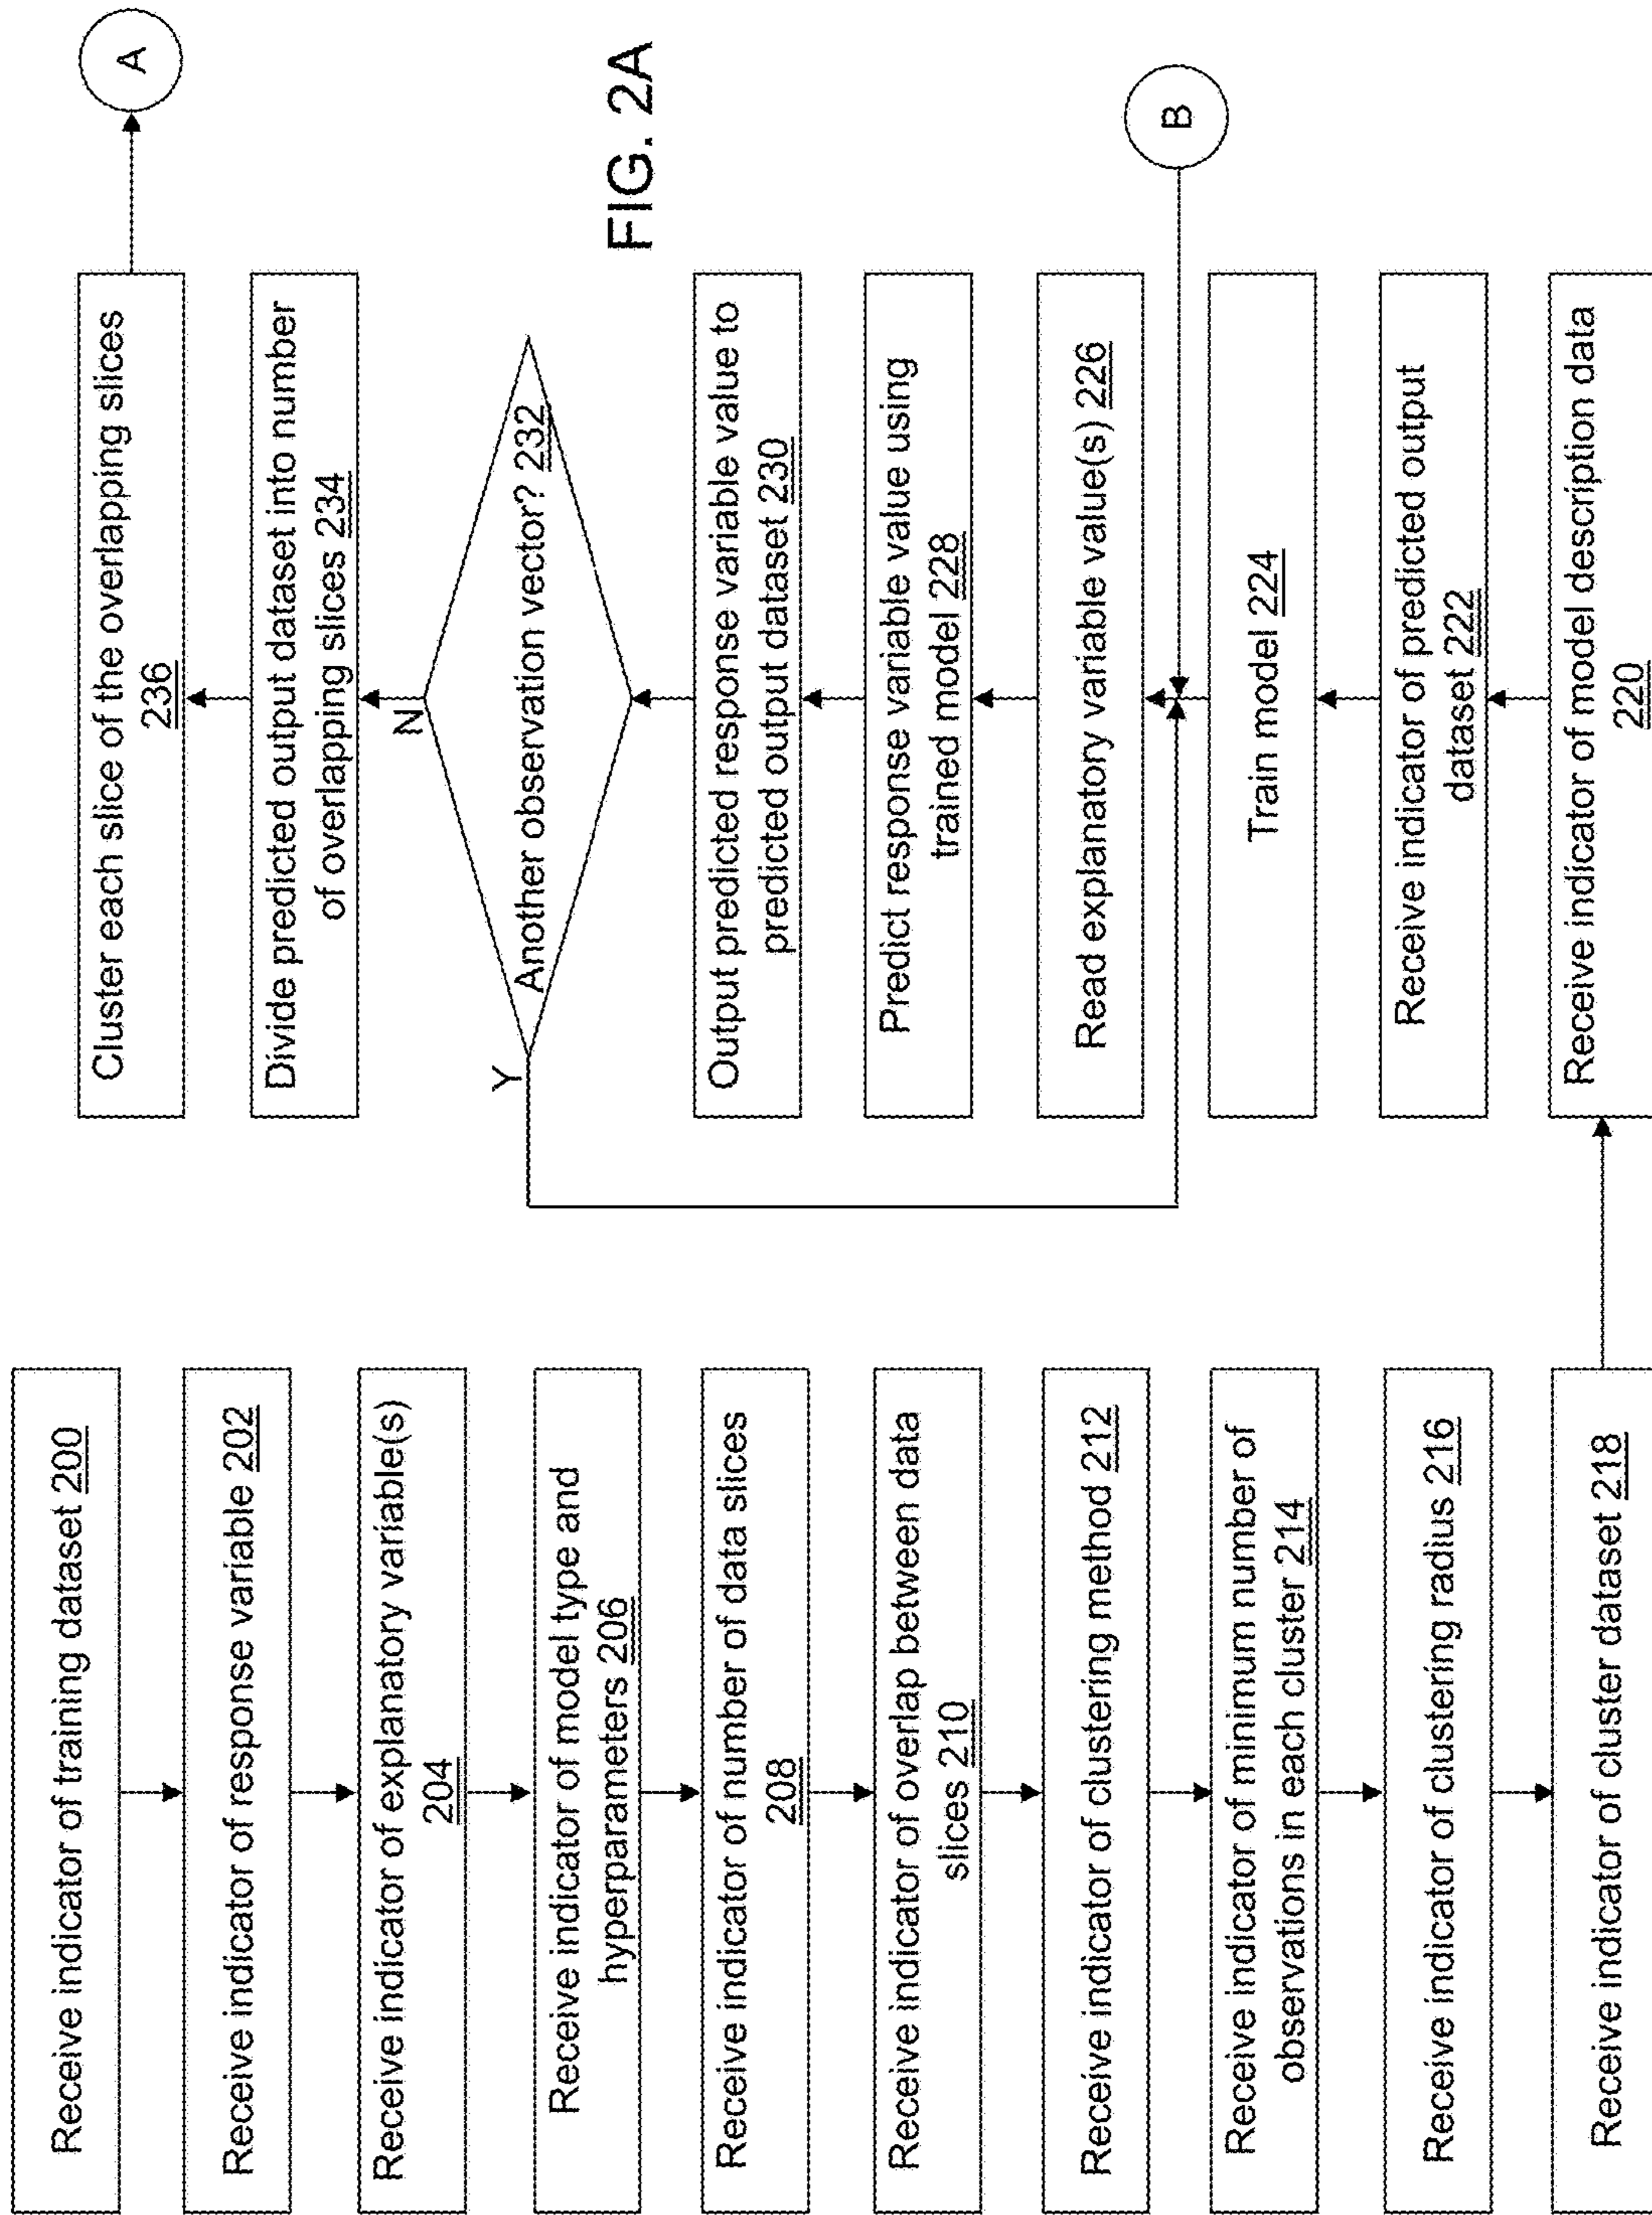 Receive indicator of training dataset 200
Receive indicator of response variable 202
Receive indicator of explanatory variable(s)
204
Receive indicator of model type and
hyperparameters 206
Receive indicator of number of data slices
208
Receive indicator of overlap between data
slices 210
Receive indicator of clustering method 212
Receive indicator of minimum number of
observations in each cluster 214
Receive indicator of clustering radius 216
Receive indicator of cluster dataset 218
Receive indicator of model description data
220
Receive indicator of predicted output
dataset 222
Train model 224
B
Read explanatory variable value(s) 226
Predict response variable value using
trained model 228
Output predicted response variable value to
predicted output dataset 230
Another observation vector? 232
Y
N
Divide predicted output dataset into number
of overlapping slices 234
Cluster each slice of the overlapping slices
236
A
FIG. 2A